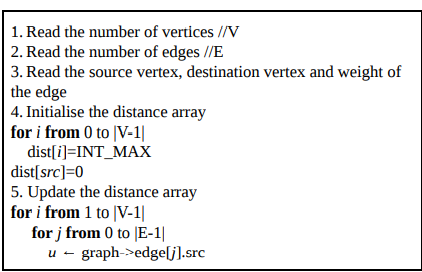 1. Read the number of vertices //V
2. Read the number of edges //E
3. Read the source vertex, destination vertex and weight of
the edge
4. Initialise the distance array
for i from 0 to |V-1|
dist[i]=INT_MAX
dist[src]=0
5. Update the distance array
for i from 1 to |V-1|
for j from 0 to |E-1|
u ← graph->edge[j].src